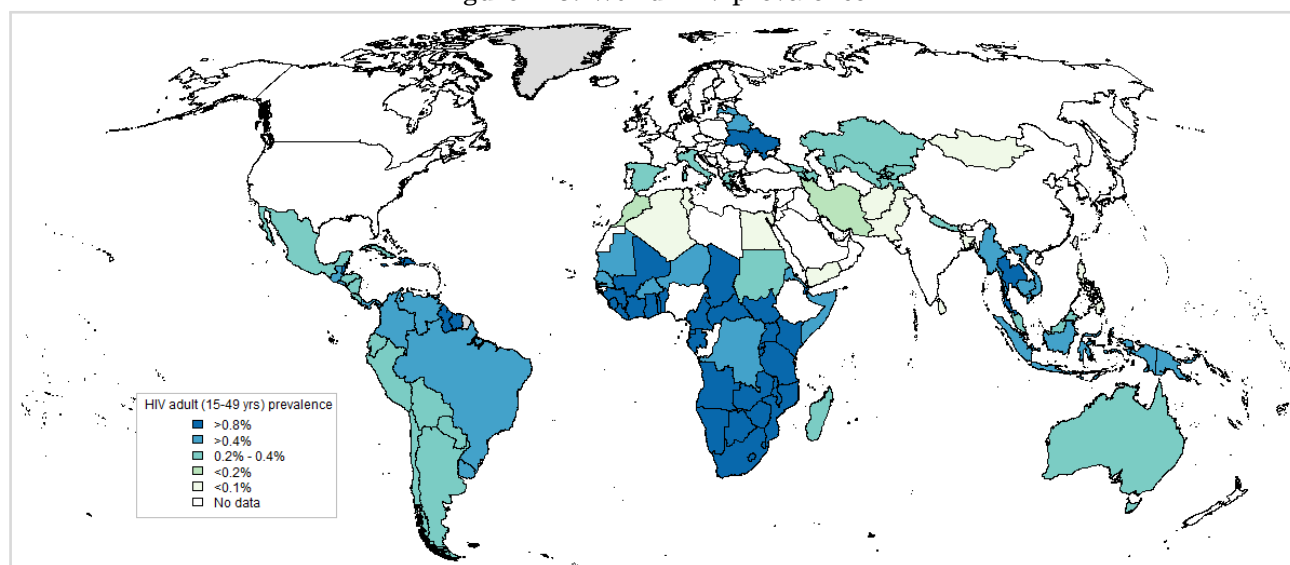 HIV adult (15-49 yrs) prevalence
>0.8%
>0.4%
0.2% - 0.4%
<0.2%
<0.1%
No data